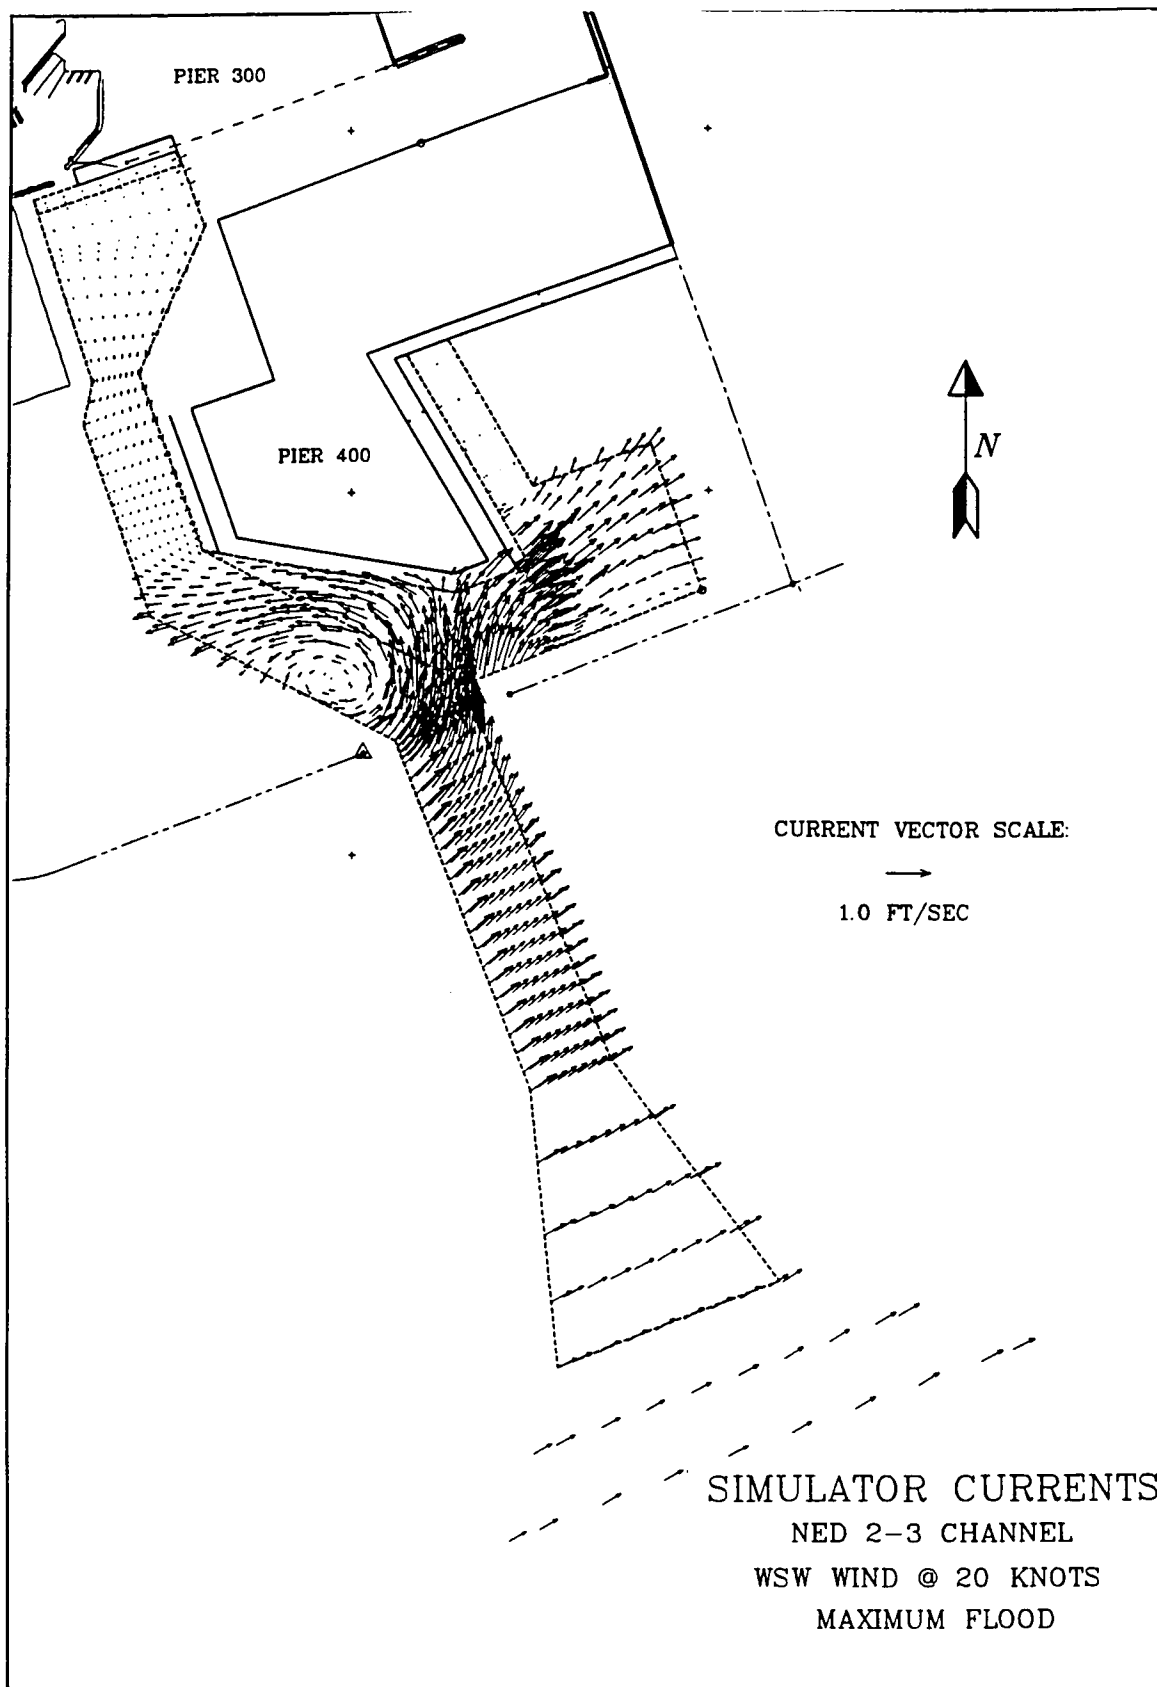 PIER 300
PIER 400
N
CURRENT VECTOR SCALE:
1.0 FT/SEC
SIMULATOR CURRENTS
NED 2-3 CHANNEL
WSW WIND @ 20 KNOTS
MAXIMUM FLOOD